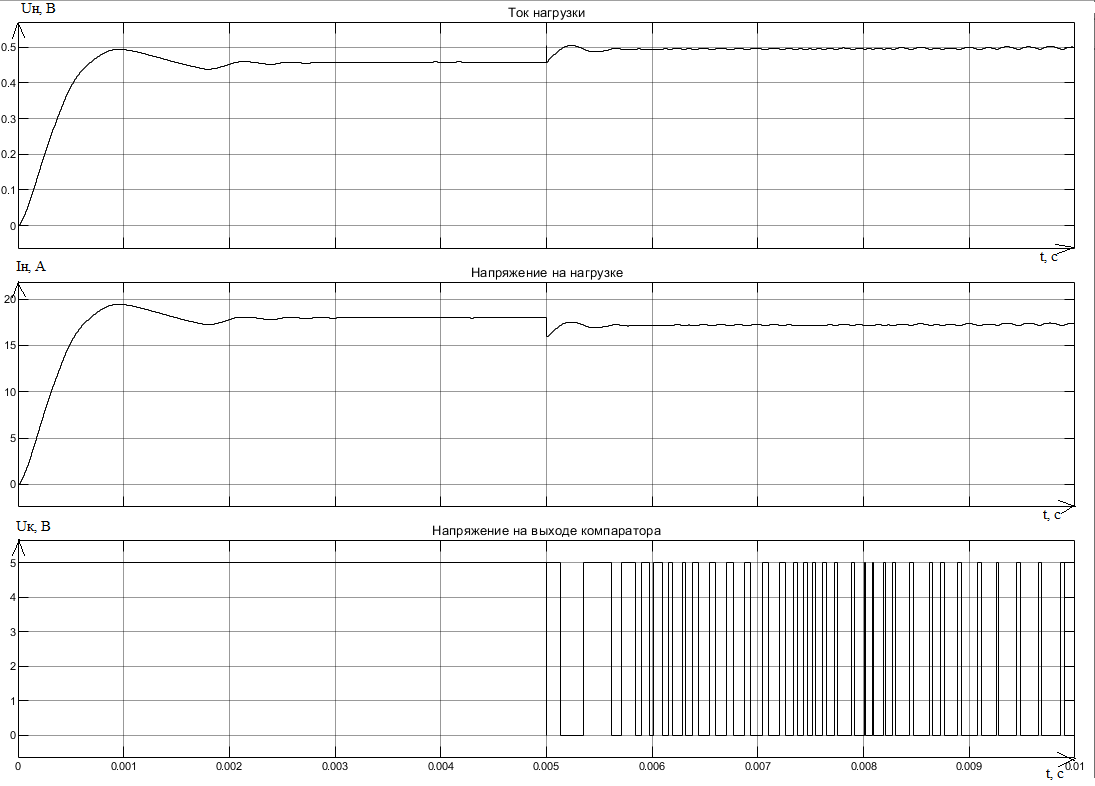 Uн, В
Ток нагрузки
0.5
0.4
0.3
0.2
0.1
0
t, с
Iн, А
Напряжение на нагрузке
20
15
10
5
0
t, с
Uк, В
Напряжение на выходе компаратора
5
4
3
2
1
0
0 0.001 0.002 0.003 0.004 0.005 0.006 0.007 0.008 0.009 0.01
t, с